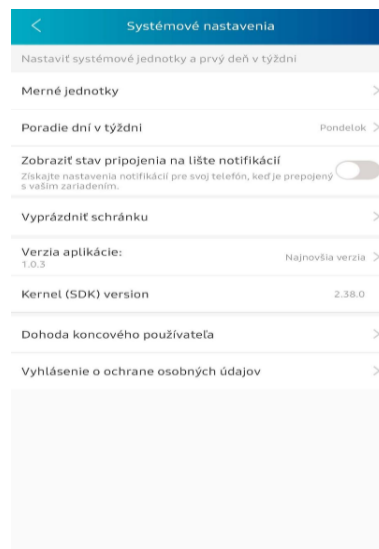 Systémové nastavenia
Nastaviť systémové jednotky a prvý deň v týždni
Merné jednotky
Poradie dní v týždni Pondelok
Zobraziť stav pripojenia na lište notifikácií
Získajte nastavenia notifikácií pre svoj telefón, keď je prepojený
s vaším zariadením.
Vyprázdniť schránku
Verzia aplikácie:
1.0.3 Najnovšia verzia
Kernel (SDK) version 2.38.0
Dohoda koncového používateľa
Vyhlásenie o ochrane osobných údajov